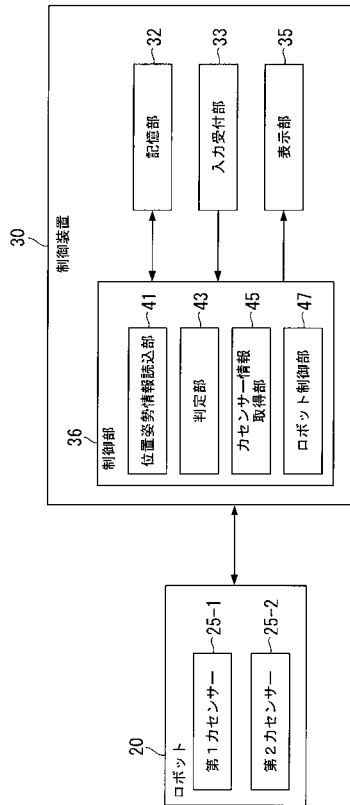 30
制御装置
36
制御部
位置姿勢情報読込部
41
判定部
43
力センサー情報
取得部
45
ロボット制御部
47
記憶部
32
入力受付部
33
表示部
35
20
ロボット
第1力センサー
25-1
第2力センサー
25-2